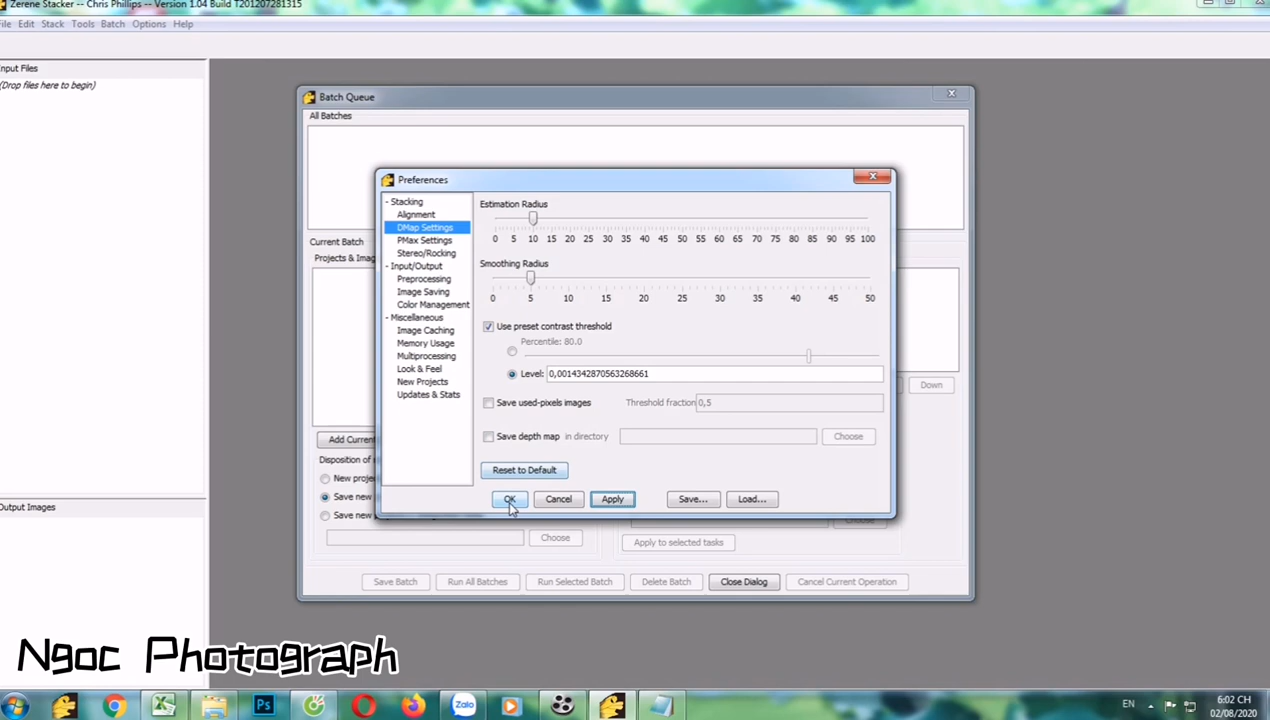 Zerene Stacker -- Chris Phillips -- Version 1.04 Build T201207281315
File Edit Stack Tools Batch Options Help
Input Files
(Drop files here to begin)
Output Images
Batch Queue
All Batches
Current Batch
Projects & Imag
Down
Add Current
Disposition of
New proje
Save new
Save new
Choose
Choose
Apply to selected tasks
Save Batch Run All Batches Run Selected Batch Delete Batch Close Dialog Cancel Current Operation
Preferences
- Stacking
Alignment
DMap Settings
PMax Settings
Stereo/Rocking
- Input/Output
Preprocessing
Image Saving
Color Management
- Miscellaneous
Image Caching
Memory Usage
Multiprocessing
Look & Feel
New Projects
Updates & Stats
Estimation Radius
0 5 10 15 20 25 30 35 40 45 50 55 60 65 70 75 80 85 90 95 100
Smoothing Radius
0 5 10 15 20 25 30 35 40 45 50
Use preset contrast threshold
Percentile: 80.0
Level: 0,0014342870563268661
Save used-pixels images Threshold fraction 0,5
Save depth map in directory Choose
Reset to Default
OK Cancel Apply Save... Load...
Ngoc Photograph
Ps
Zalo
EN
6:02 CH
02/08/2020